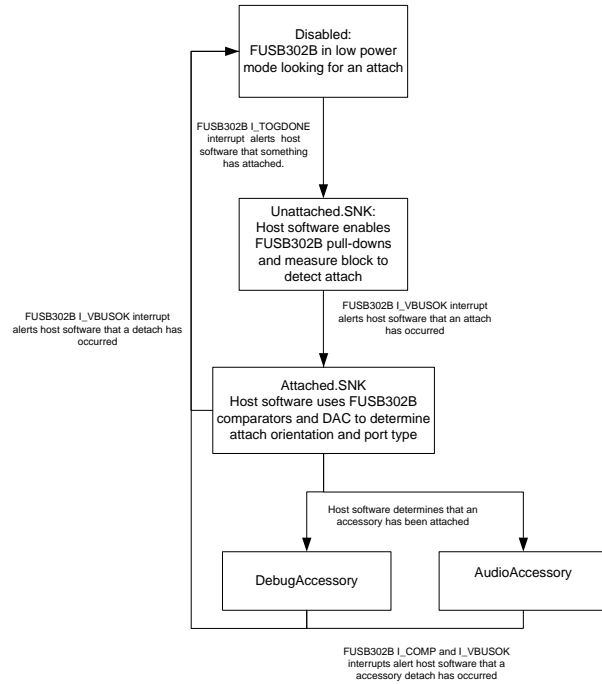 Disabled:
FUSB302B in low power
mode looking for an attach
FUSB302B I_TOGDONE
interrupt alerts host
software that something
has attached.
Unattached.SNK:
Host software enables
FUSB302B pull-downs
and measure block to
detect attach
FUSB302B I_VBUSOK interrupt
alerts host software that a detach has
occurred
FUSB302B I_VBUSOK interrupt
alerts host software that an attach
has occurred
Attached.SNK
Host software uses FUSB302B
comparators and DAC to determine
attach orientation and port type
Host software determines that an
accessory has been attached
DebugAccessory
AudioAccessory
FUSB302B I_COMP and I_VBUSOK
interrupts alert host software that a
accessory detach has occurred